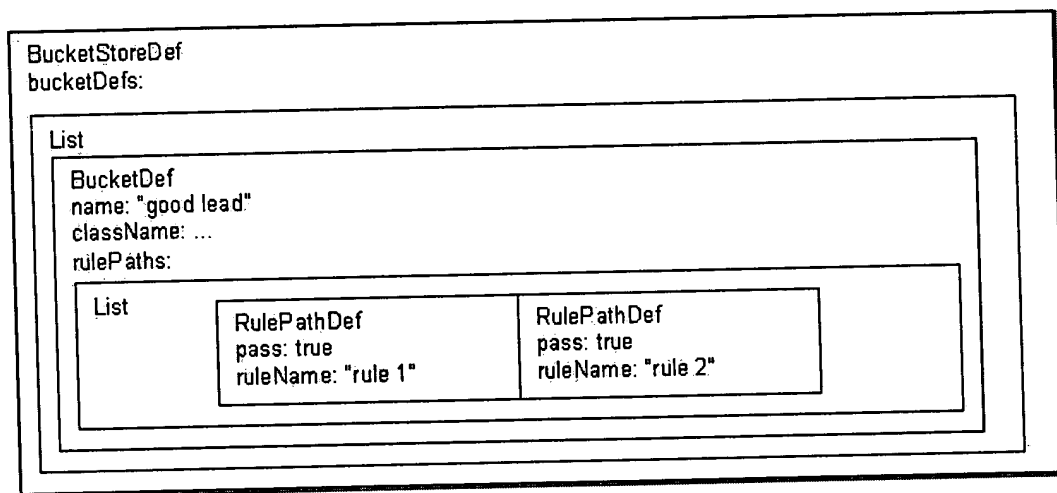 BucketStoreDef
bucketDefs:
List
BucketDef
name: "good lead"
className: ...
rulePaths:
List
RulePathDef
pass: true
ruleName: "rule 1"
RulePathDef
pass: true
ruleName: "rule 2"